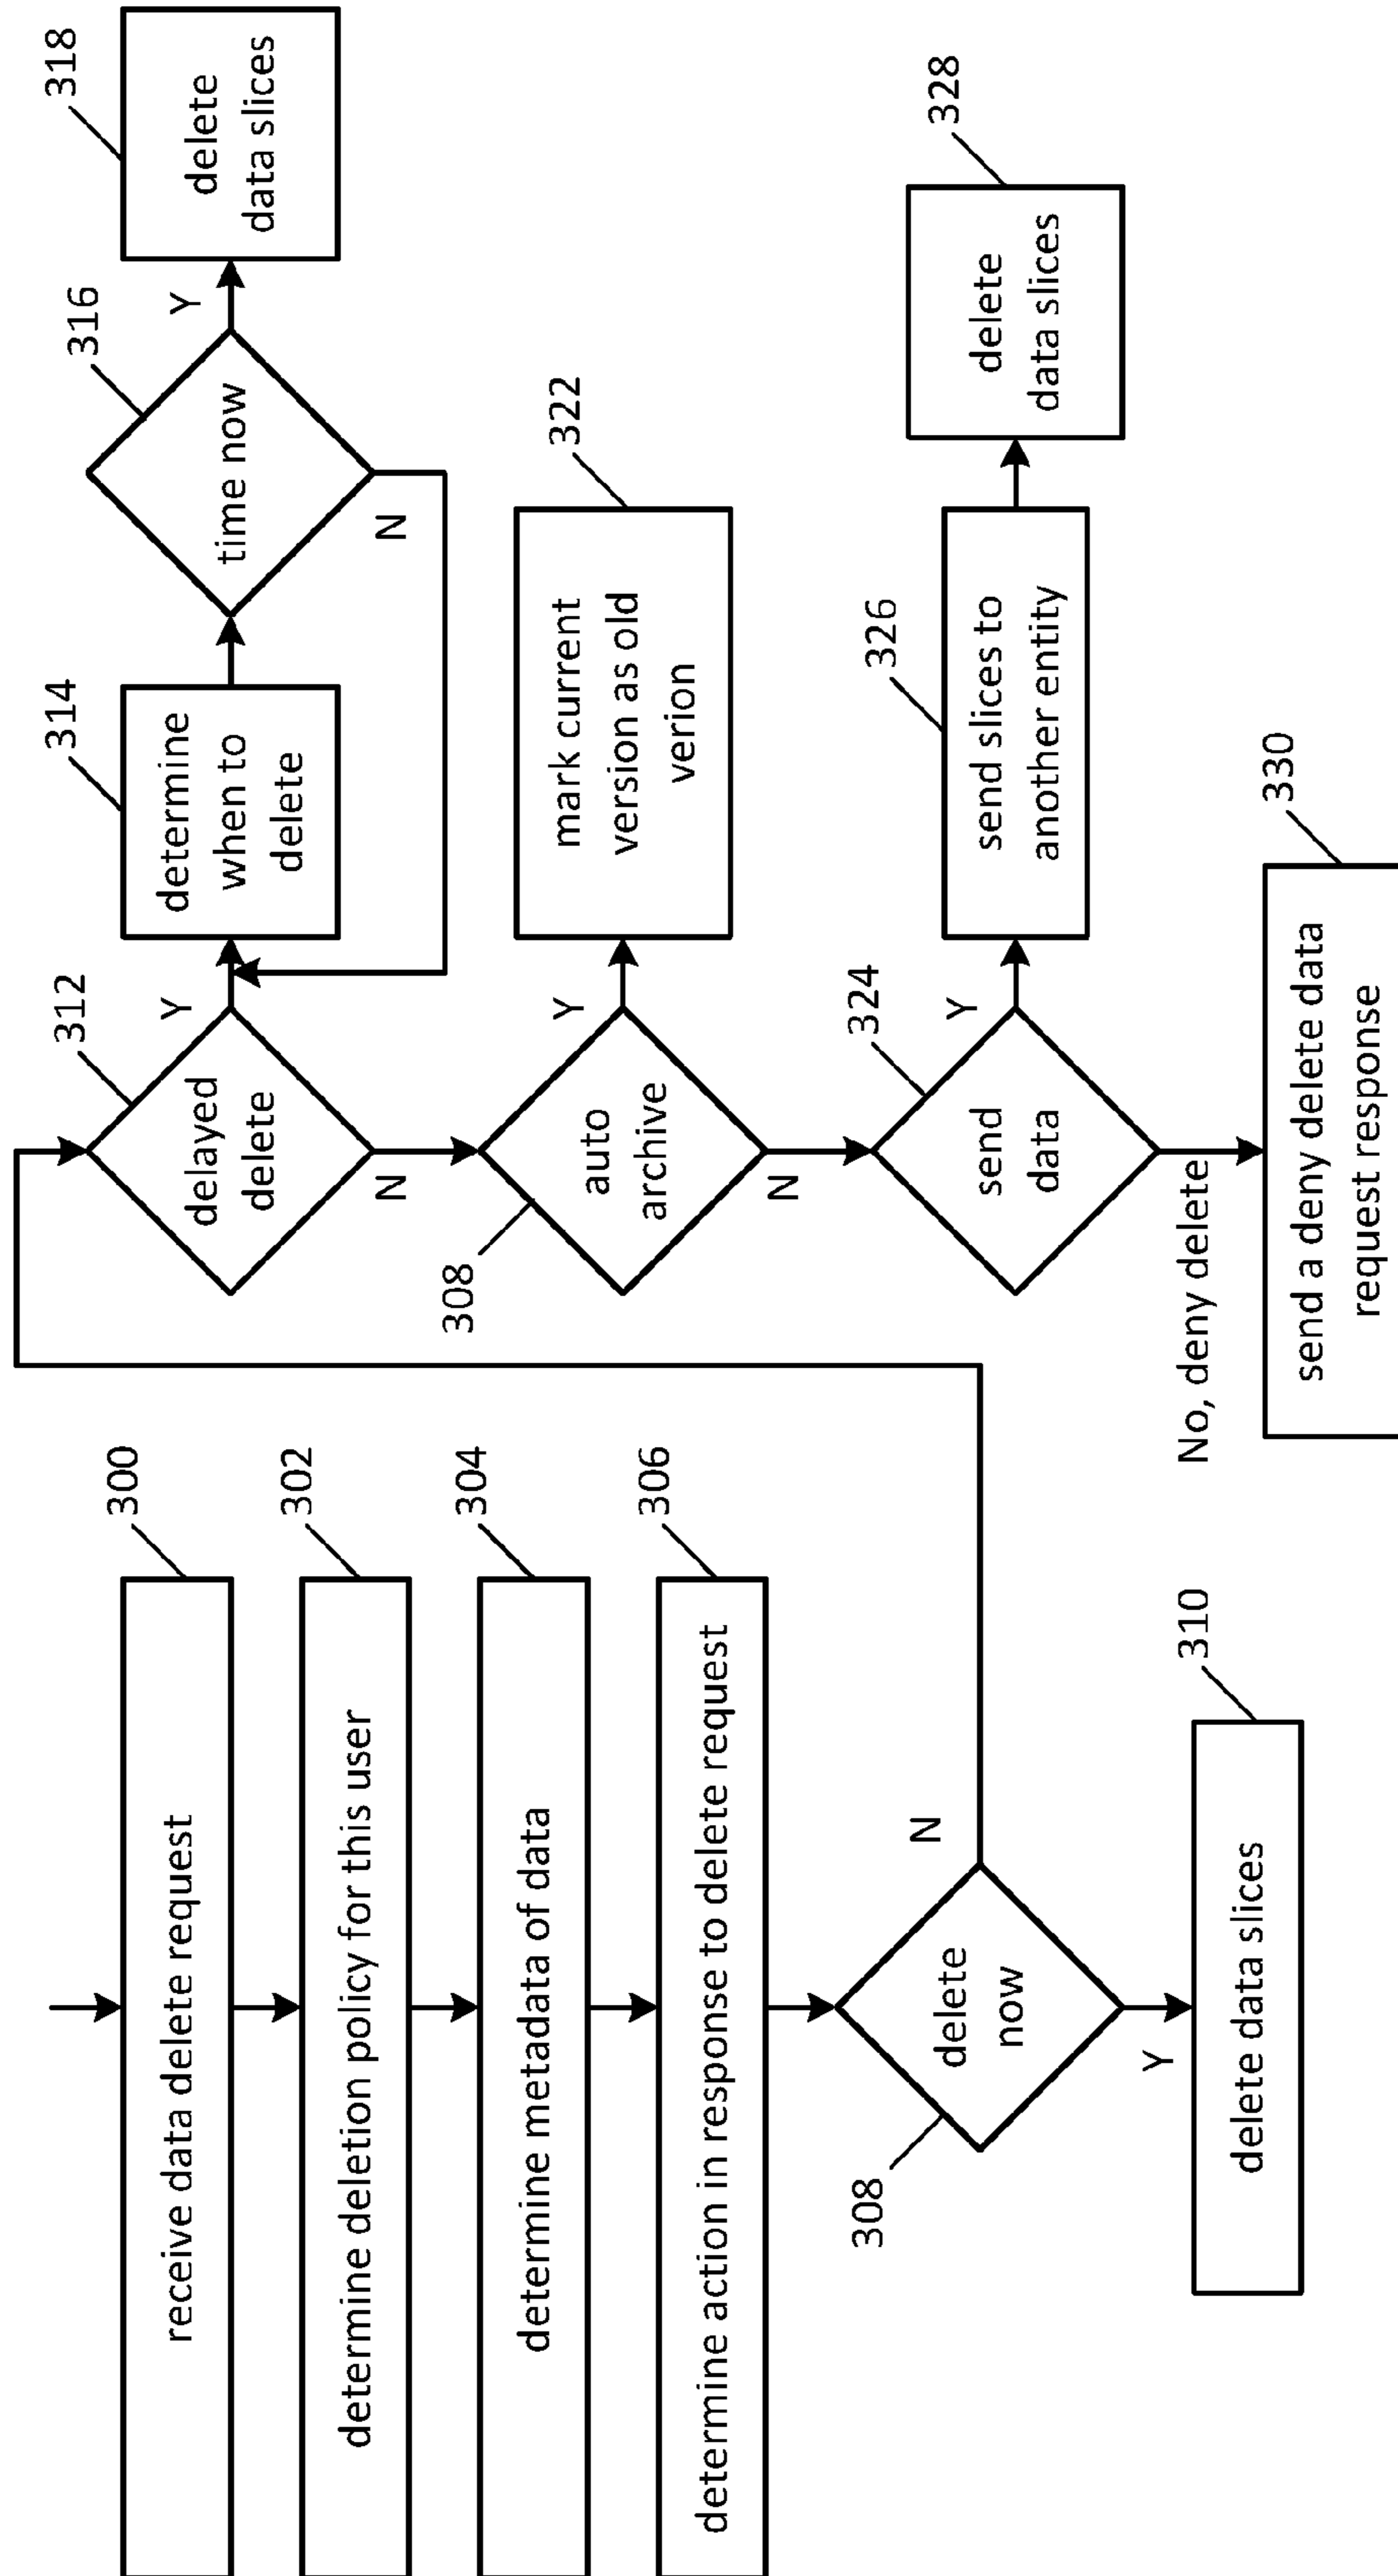 300
receive data delete request
302
determine deletion policy for this user
304
determine metadata of data
306
determine action in response to delete request
308
delete
now
N
Y
310
delete data slices
312
delayed
delete
Y
N
314
determine
when to
delete
316
time now
Y
N
318
delete
data slices
308
auto
archive
Y
N
322
mark current
version as old
verion
324
send
data
Y
No, deny delete
326
send slices to
another entity
328
delete
data slices
330
send a deny delete data
request response